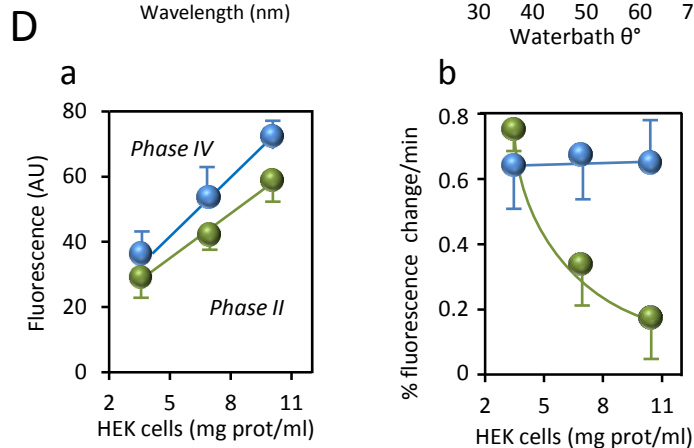 Wavelength (nm)
30 40 50 60 7
Waterbath θ°
D
a
80
60
40
20
0
Fluorescence (AU)
Phase IV
Phase II
2 5 8 11
HEK cells (mg prot/ml)
b
0.8
0.6
0.4
0.2
0
% fluorescence change/min
2 5 8 11
HEK cells (mg prot/ml)